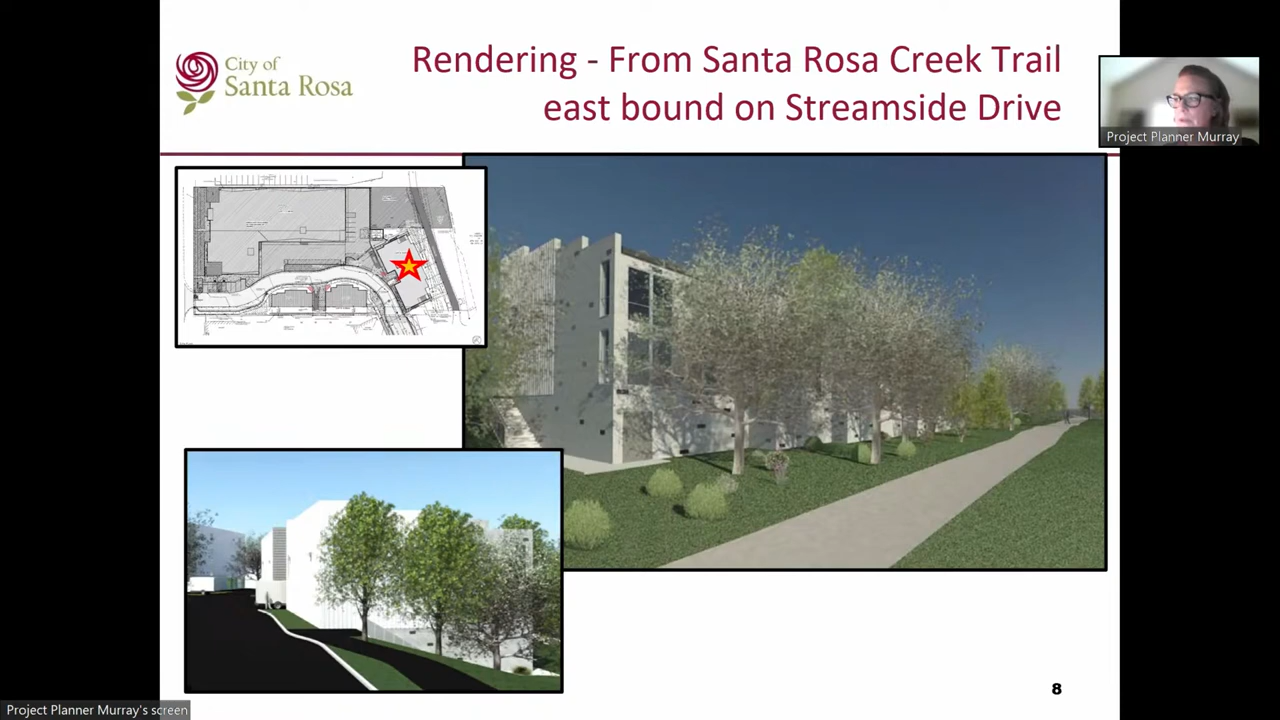 City of
Santa Rosa
Rendering - From Santa Rosa Creek Trail
east bound on Streamside Drive
Project Planner Murray
8
Project Planner Murray's screen